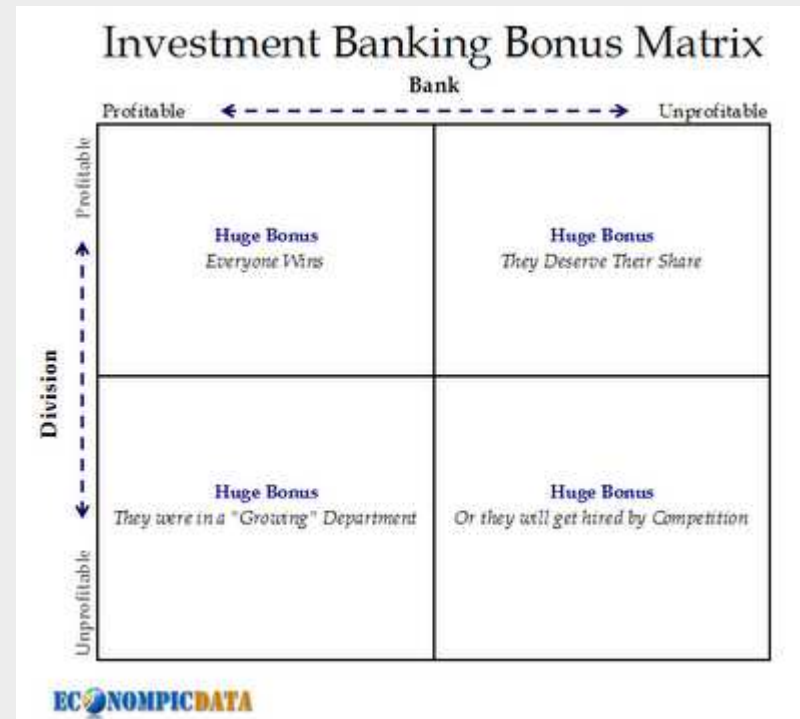 Investment Banking Bonus Matrix
Bank
Profitable
Unprofitable
Division
Profitable
Unprofitable
Huge Bonus
Everyone Wins
Huge Bonus
They Deserve Their Share
Huge Bonus
They were in a "Growing" Department
Huge Bonus
Or they will get hired by Competition
ECONOMPICDATA